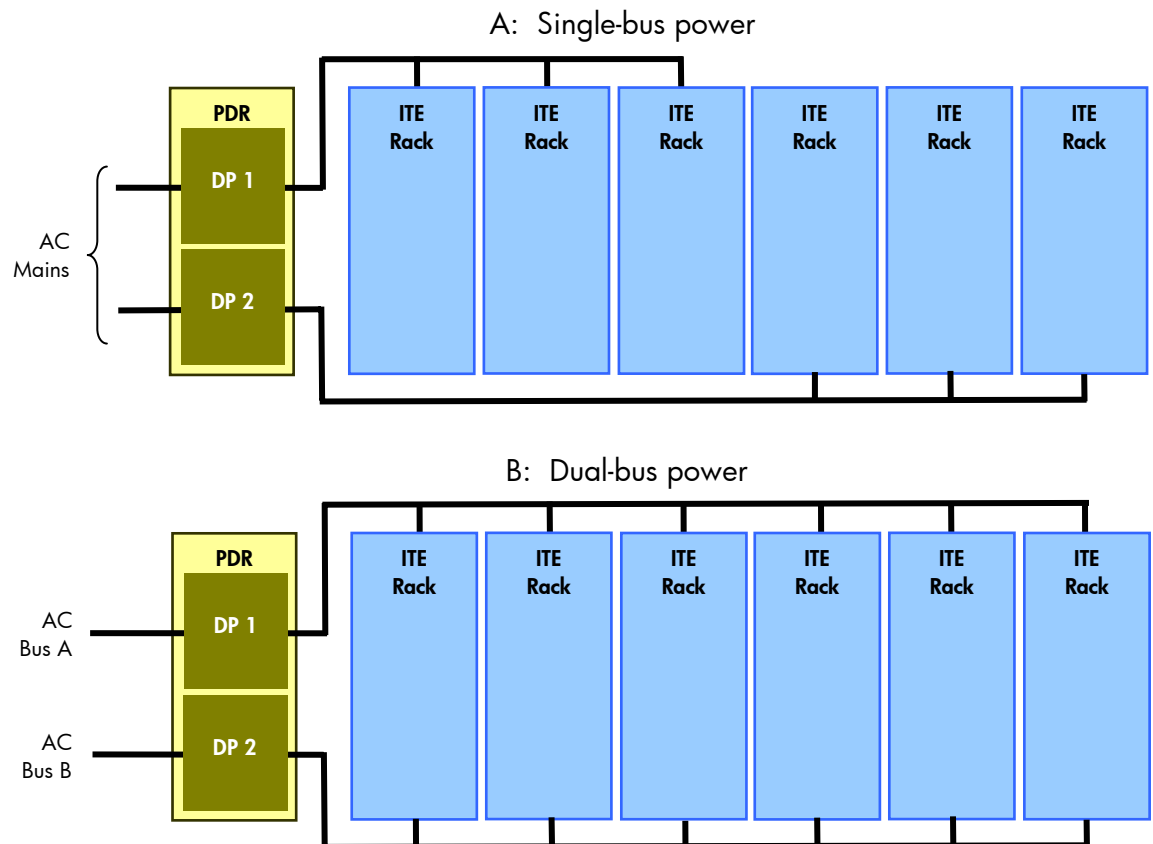 A: Single-bus power
PDR
ITE
Rack
ITE
Rack
ITE
Rack
ITE
Rack
ITE
Rack
ITE
Rack
DP 1
AC
Mains
DP 2
B: Dual-bus power
PDR
ITE
Rack
ITE
Rack
ITE
Rack
ITE
Rack
ITE
Rack
ITE
Rack
AC
Bus A
DP 1
AC
Bus B
DP 2